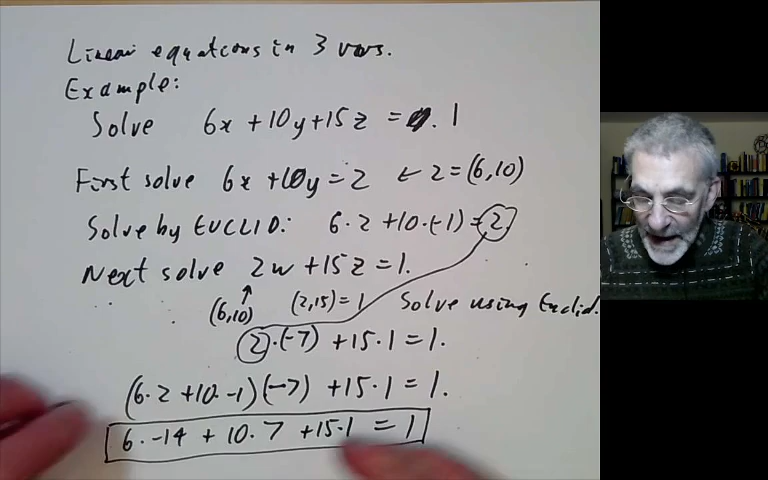 Linear equations in 3 vars.
Example:
Solve 6x + 10y + 15z = 1
First solve 6x + 10y = 2 ← 2 = (6,10)
Solve by EUCLID: 6·2 + 10·(-1) = 2
Next solve 2w + 15z = 1.
(6,10) ↑ (2,15) = 1 Solve using Euclid.
2·(-7) + 15·1 = 1.
(6·2 + 10·-1)(-7) + 15·1 = 1.
6·-14 + 10·7 + 15·1 = 1